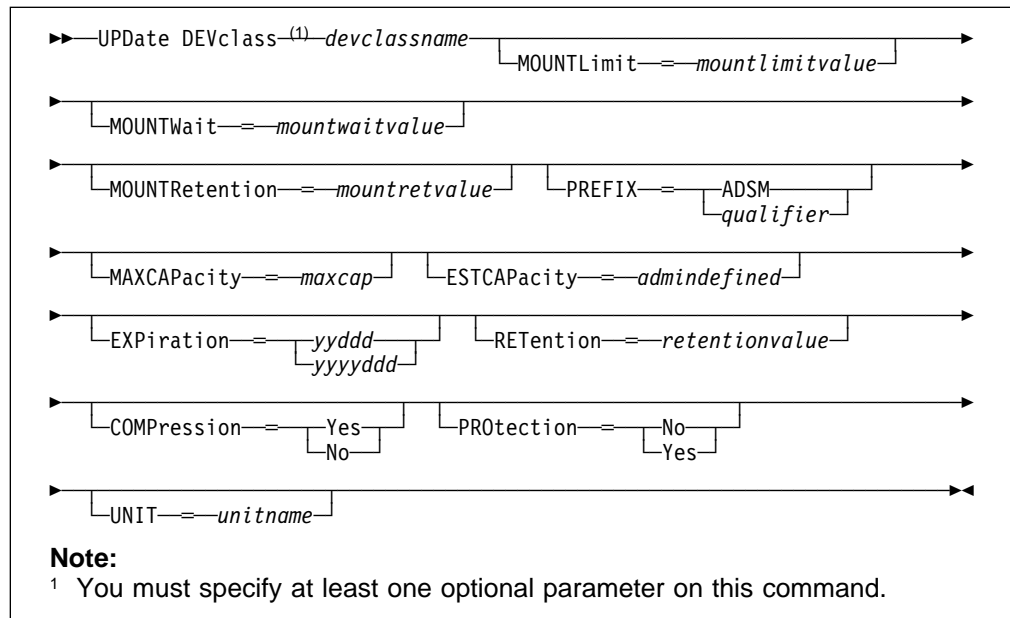 UPDate DEVclass (1) devclassname
MOUNTLimit = mountlimitvalue
MOUNTWait = mountwaitvalue
MOUNTRetention = mountretvalue PREFIX = ADSM
qualifier
MAXCAPacity = maxcap ESTCAPacity = admindefined
EXPiration = yyddd RETention = retentionvalue
yyyyddd
COMPression = Yes PROtection = No
No Yes
UNIT = unitname
Note:
1 You must specify at least one optional parameter on this command.